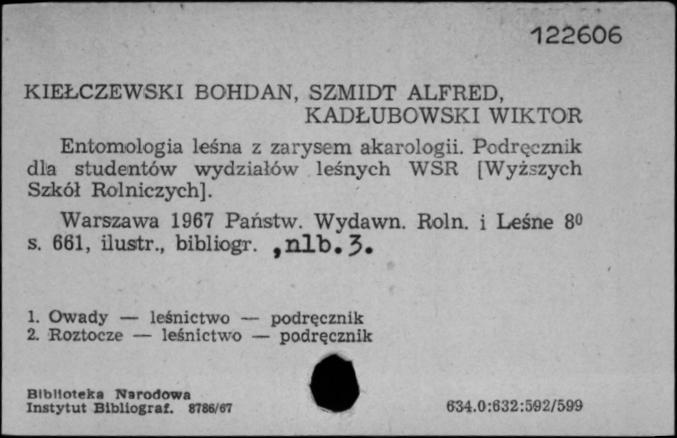 122606
KIEŁCZEWSKI BOHDAN, SZMIDT ALFRED,
KADŁUBOWSKI WIKTOR
Entomologia leśna z zarysem akarologii. Podręcznik
dla studentów wydziałów leśnych WSR [Wyższych
Szkół Rolniczych].
Warszawa 1967 Państw. Wydawn. Roln. i Leśne 8⁰
s. 661, ilustr., bibliogr. ,nlb.3.
1. Owady — leśnictwo — podręcznik
2. Roztocze — leśnictwo — podręcznik
Biblioteka Narodowa
Instytut Bibliograf. 8786/67
634.0:632:592/599